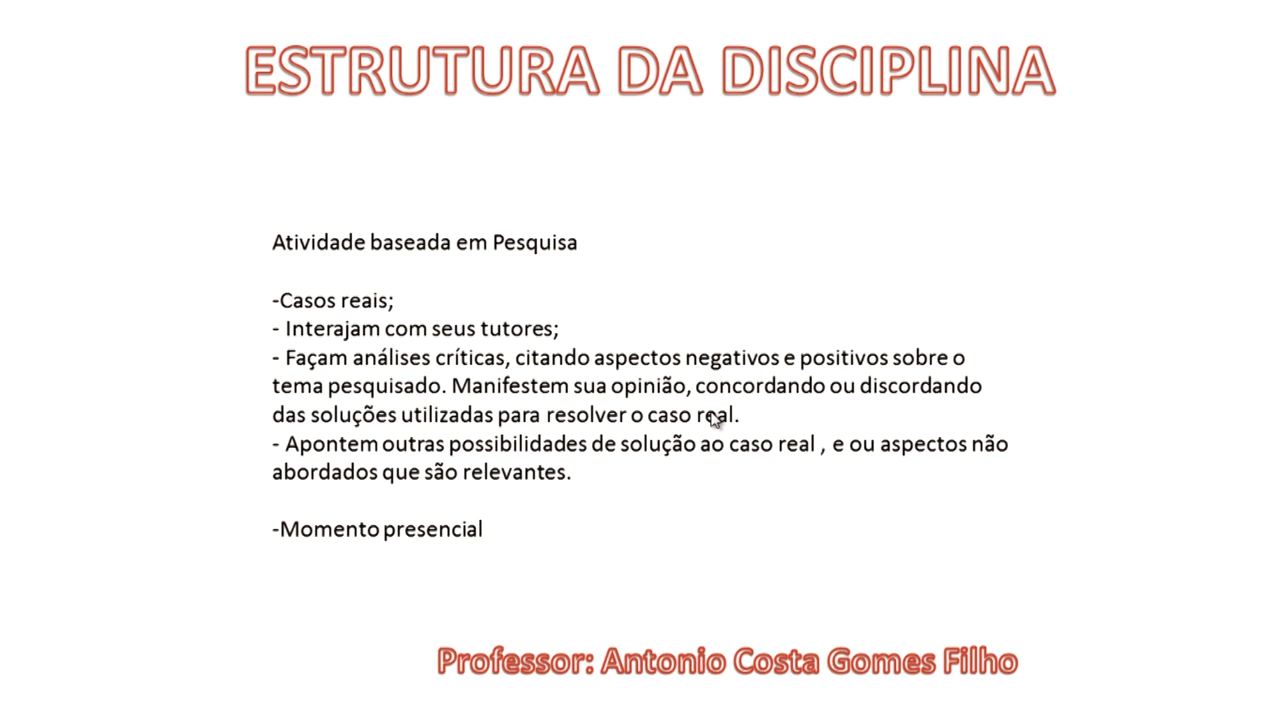 ESTRUTURA DA DISCIPLINA
Atividade baseada em Pesquisa
-Casos reais;
- Interajam com seus tutores;
- Façam análises críticas, citando aspectos negativos e positivos sobre o
tema pesquisado. Manifestem sua opinião, concordando ou discordando
das soluções utilizadas para resolver o caso real.
- Apontem outras possibilidades de solução ao caso real , e ou aspectos não
abordados que são relevantes.
-Momento presencial
Professor: Antonio Costa Gomes Filho